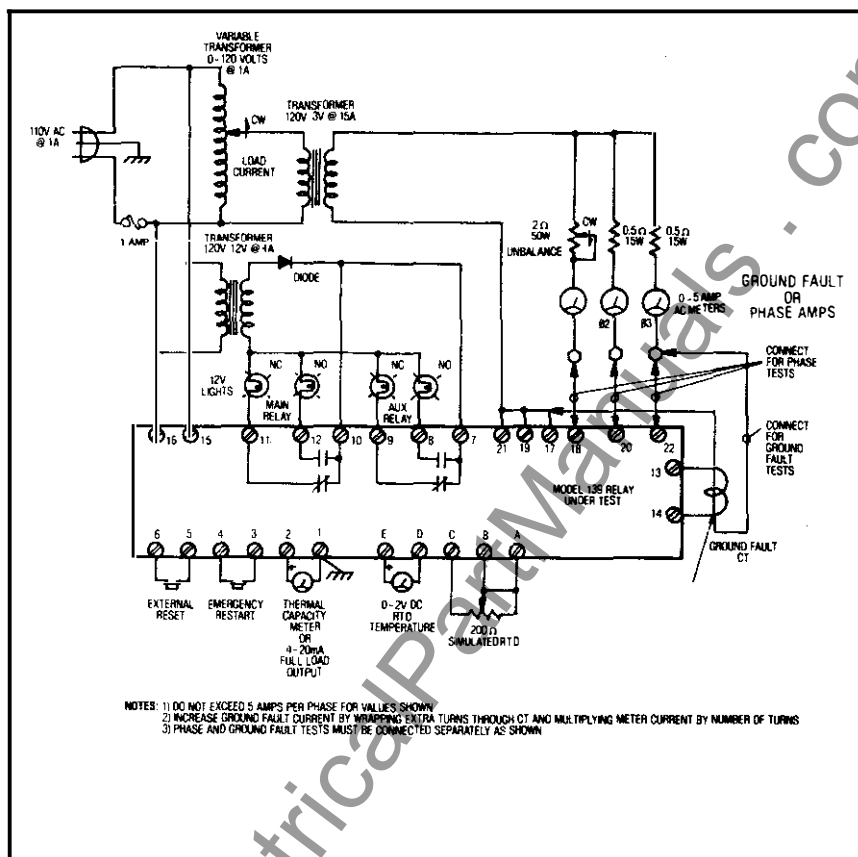 VARIABLE
TRANSFORMER
0-120 VOLTS
@ 1A
110V AC
@ 1A
CW
LOAD
CURRENT
TRANSFORMER
120V 3V @ 15A
1 AMP
TRANSFORMER
120V 12V @ 1A
DIODE
2Ω
50W
CW
UNBALANCE
0.5Ω
15W
0.5Ω
15W
GROUND FAULT
OR
PHASE AMPS
0-5 AMP
AC METERS
Ø2
Ø3
CONNECT
FOR PHASE
TESTS
CONNECT
FOR
GROUND
FAULT
TESTS
12V
LIGHTS
NC
NO
MAIN
RELAY
NC
NO
AUX
RELAY
16
15
11
12
10
9
8
7
21
19
17
18
20
22
13
14
MODEL 139 RELAY
UNDER TEST
GROUND FAULT
CT
6
5
4
3
2
1
E
D
C
B
A
EXTERNAL
RESET
EMERGENCY
RESTART
+
THERMAL
CAPACITY
METER
OR
4-20mA
FULL LOAD
OUTPUT
+
0-2V DC
RTD
TEMPERATURE
200Ω
SIMULATED RTD
NOTES: 1) DO NOT EXCEED 5 AMPS PER PHASE FOR VALUES SHOWN
2) INCREASE GROUND FAULT CURRENT BY WRAPPING EXTRA TURNS THROUGH CT AND MULTIPLYING METER CURRENT BY NUMBER OF TURNS
3) PHASE AND GROUND FAULT TESTS MUST BE CONNECTED SEPARATELY AS SHOWN
tricalPartManuals . co